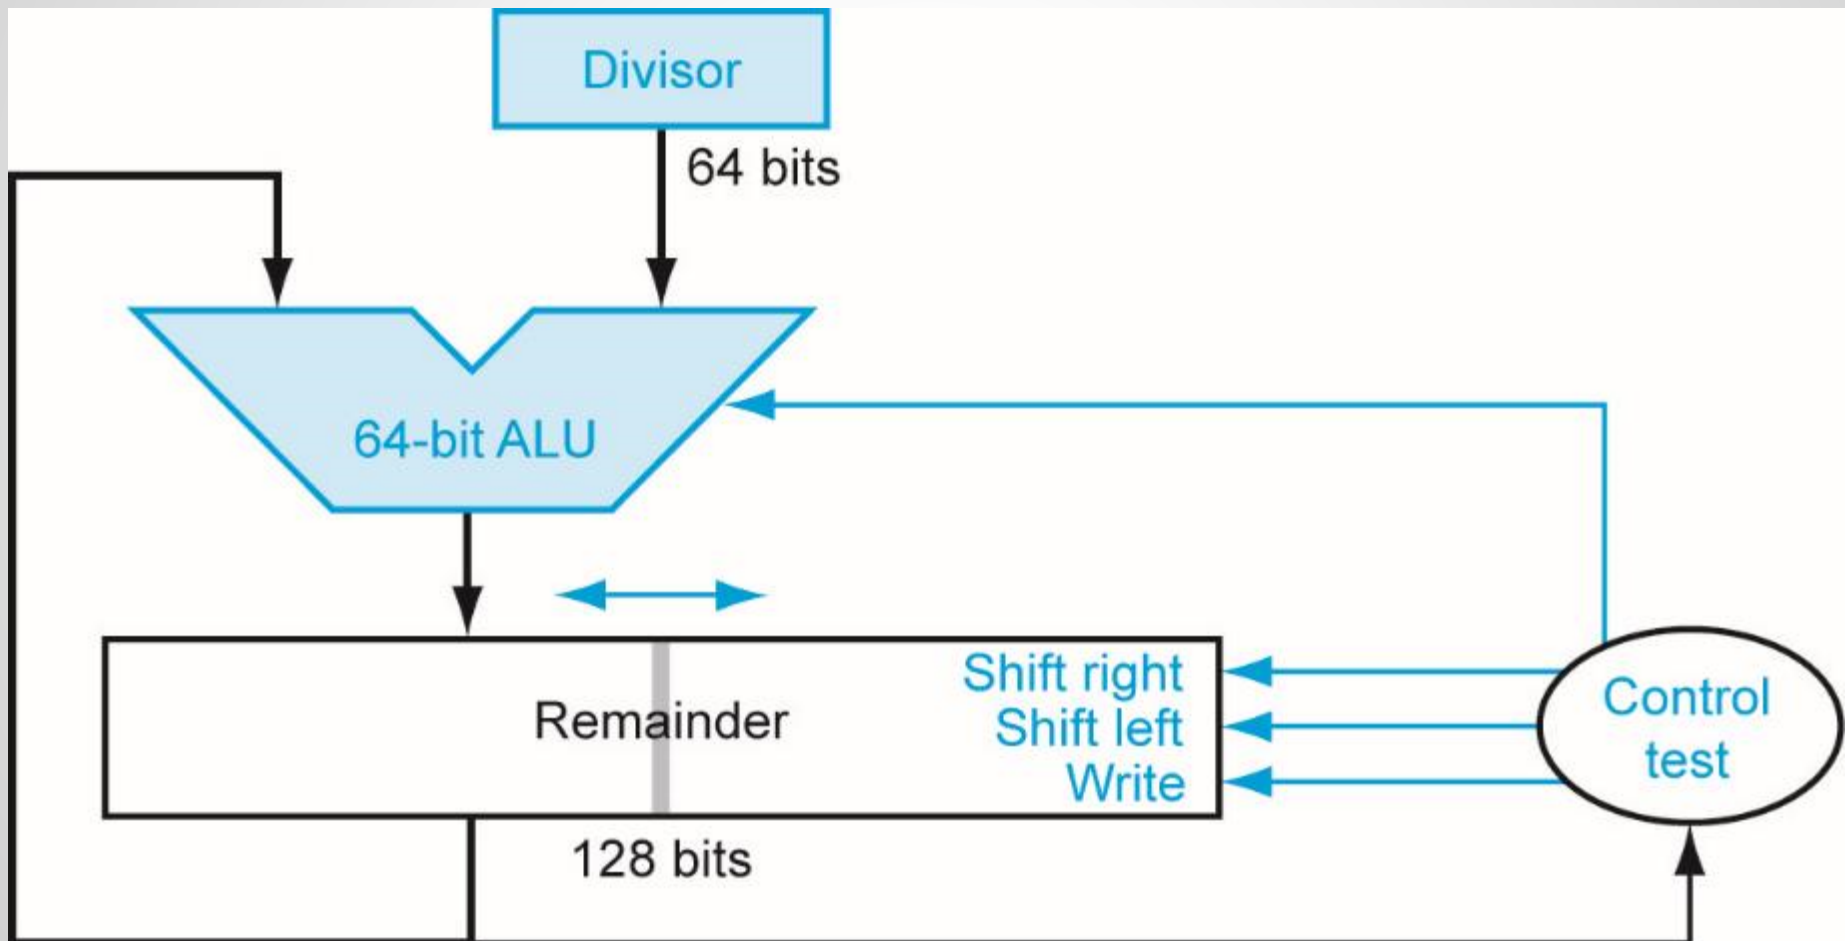 Divisor
64 bits
64-bit ALU
Remainder
Shift right
Shift left
Write
Control
test
128 bits